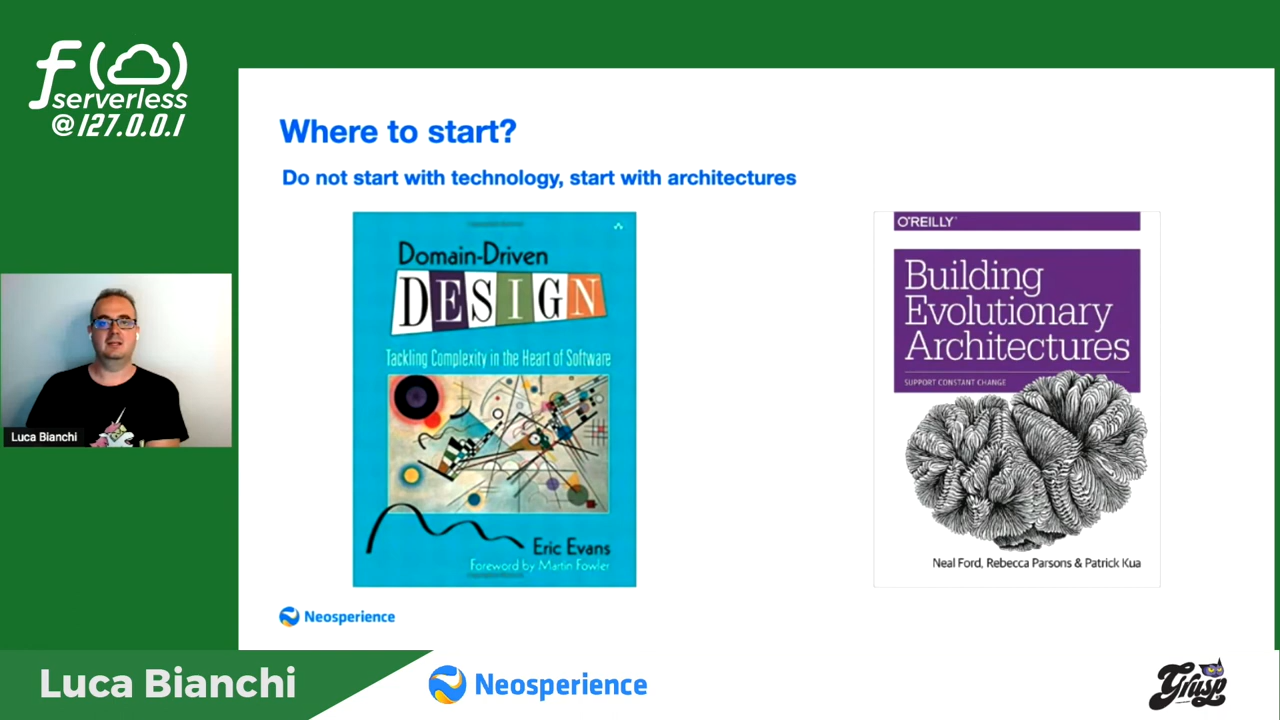 f()
serverless
@127.0.0.1
Where to start?
Do not start with technology, start with architectures
Domain-Driven
DESIGN
Tackling Complexity in the Heart of Software
Eric Evans
Foreword by Martin Fowler
O'REILLY
Building
Evolutionary
Architectures
SUPPORT CONSTANT CHANGE
Neal Ford, Rebecca Parsons & Patrick Kua
Luca Bianchi
Neosperience
Luca Bianchi
Neosperience
Grusp